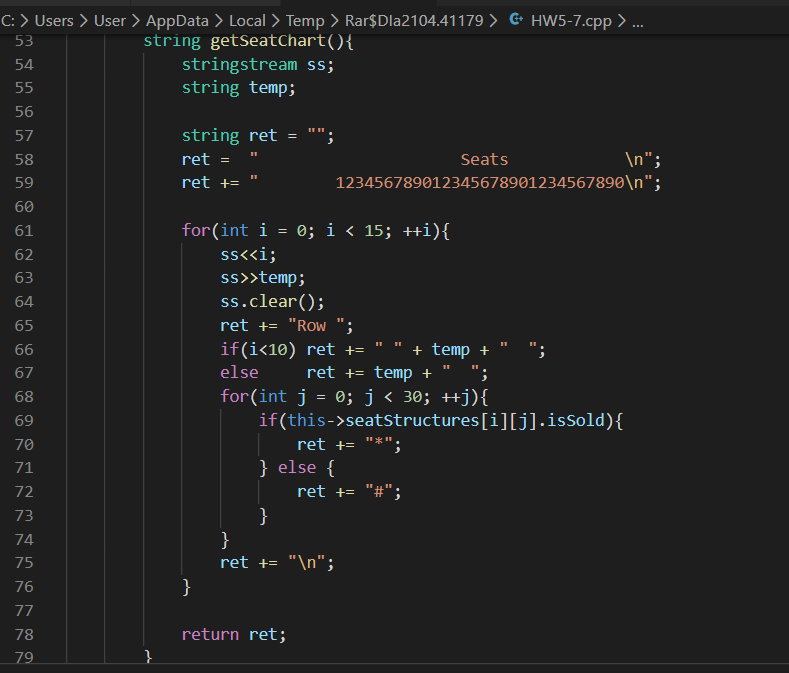 C: > Users > User > AppData > Local > Temp > Rar$DIa2104.41179 > HW5-7.cpp > ...
53         string getSeatChart(){
54             stringstream ss;
55             string temp;
56
57             string ret = "";
58             ret =  "                     Seats            \n";
59             ret += "        123456789012345678901234567890\n";
60
61             for(int i = 0; i < 15; ++i){
62                 ss<<i;
63                 ss>>temp;
64                 ss.clear();
65                 ret += "Row ";
66                 if(i<10) ret += " " + temp + "  ";
67                 else     ret += temp + "  ";
68                 for(int j = 0; j < 30; ++j){
69                     if(this->seatStructures[i][j].isSold){
70                         ret += "*";
71                     } else {
72                         ret += "#";
73                     }
74                 }
75                 ret += "\n";
76             }
77
78             return ret;
79         }